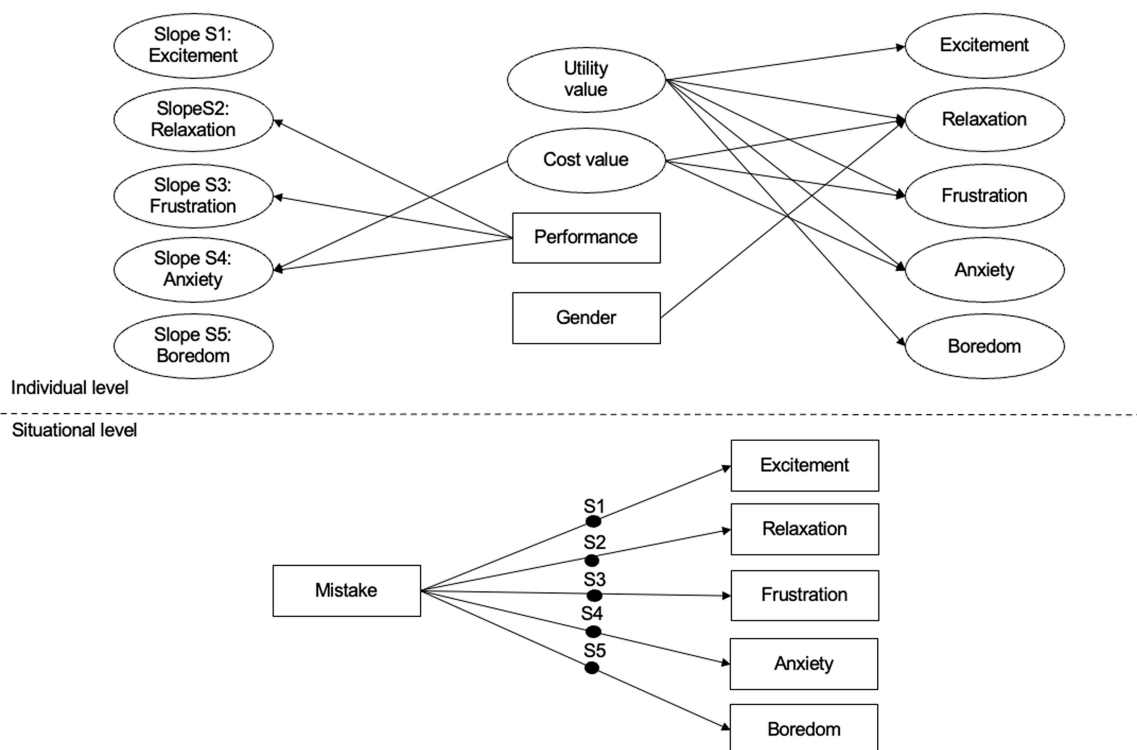 Slope S1:
Excitement
SlopeS2:
Relaxation
Slope S3:
Frustration
Slope S4:
Anxiety
Slope S5:
Boredom
Utility
value
Cost value
Performance
Gender
Excitement
Relaxation
Frustration
Anxiety
Boredom
Individual level
Situational level
Mistake
S1
S2
S3
S4
S5
Excitement
Relaxation
Frustration
Anxiety
Boredom